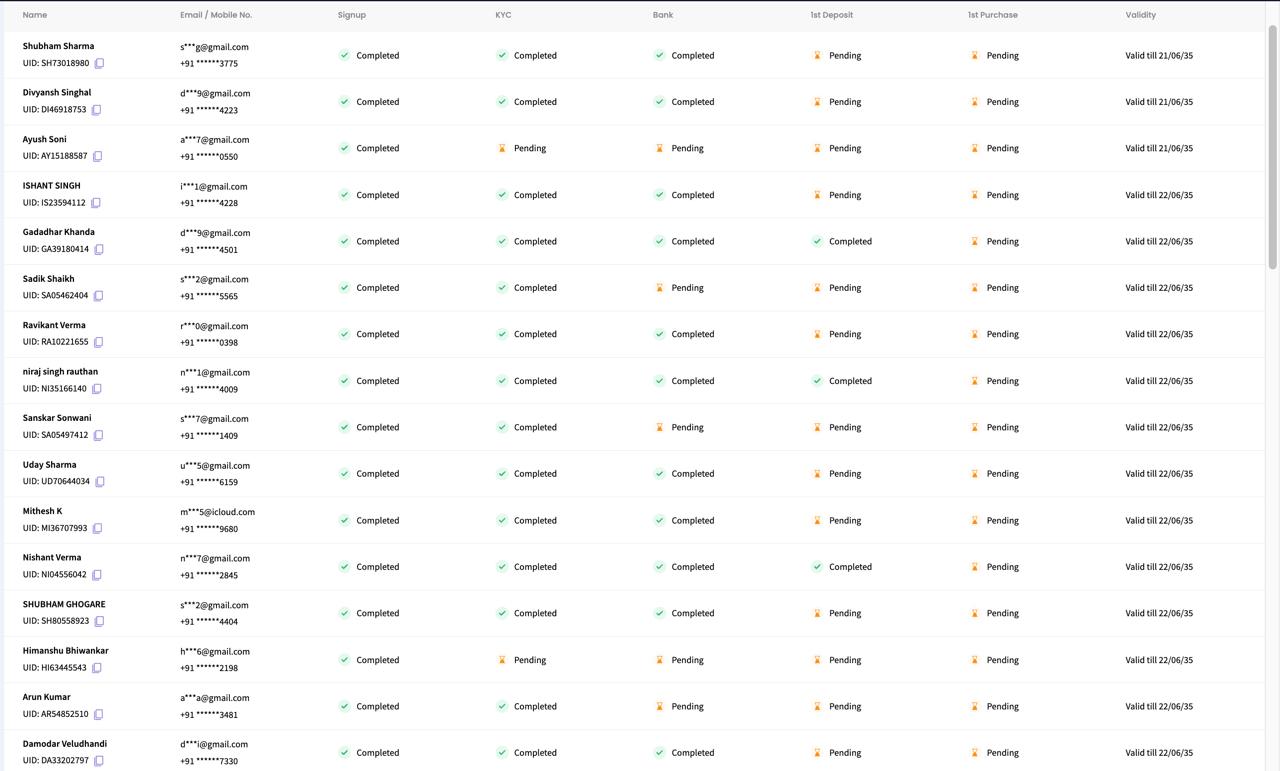 Name Email / Mobile No. Signup KYC Bank 1st Deposit 1st Purchase Validity
Shubham Sharma s***g@gmail.com
Completed Completed Completed Pending Pending Valid till 21/06/35
UID: SH73018980 +91 ******3775
Divyansh Singhal d***9@gmail.com
Completed Completed Completed Pending Pending Valid till 21/06/35
UID: DI46918753 +91 ******4223
Ayush Soni a***7@gmail.com
Completed Pending Pending Pending Pending Valid till 21/06/35
UID: AY15188587 +91 ******0550
ISHANT SINGH i***1@gmail.com
Completed Completed Completed Pending Pending Valid till 22/06/35
UID: IS23594112 +91 ******4228
Gadadhar Khanda d***9@gmail.com
Completed Completed Completed Completed Pending Valid till 22/06/35
UID: GA39180414 +91 ******4501
Sadik Shaikh s***2@gmail.com
Completed Completed Pending Pending Pending Valid till 22/06/35
UID: SA05462404 +91 ******5565
Ravikant Verma r***0@gmail.com
Completed Completed Completed Pending Pending Valid till 22/06/35
UID: RA10221655 +91 ******0398
niraj singh rauthan n***1@gmail.com
Completed Completed Completed Completed Pending Valid till 22/06/35
UID: NI35166140 +91 ******4009
Sanskar Sonwani s***7@gmail.com
Completed Completed Pending Pending Pending Valid till 22/06/35
UID: SA05497412 +91 ******1409
Uday Sharma u***5@gmail.com
Completed Completed Completed Pending Pending Valid till 22/06/35
UID: UD70644034 +91 ******6159
Mithesh K m***5@icloud.com
Completed Completed Completed Pending Pending Valid till 22/06/35
UID: MI36707993 +91 ******9680
Nishant Verma n***7@gmail.com
Completed Completed Completed Completed Pending Valid till 22/06/35
UID: NI04556042 +91 ******2845
SHUBHAM GHOGARE s***2@gmail.com
Completed Completed Completed Pending Pending Valid till 22/06/35
UID: SH80558923 +91 ******4404
Himanshu Bhiwankar h***6@gmail.com
Completed Pending Pending Pending Pending Valid till 22/06/35
UID: HI63445543 +91 ******2198
Arun Kumar a***a@gmail.com
Completed Completed Pending Pending Pending Valid till 22/06/35
UID: AR54852510 +91 ******3481
Damodar Veludhandi d***i@gmail.com
Completed Completed Completed Pending Pending Valid till 22/06/35
UID: DA33202797 +91 ******7330